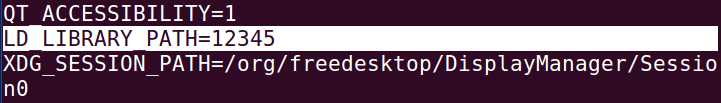 QT_ACCESSIBILITY=1
LD_LIBRARY_PATH=12345
XDG_SESSION_PATH=/org/freedesktop/DisplayManager/Sessio
n0